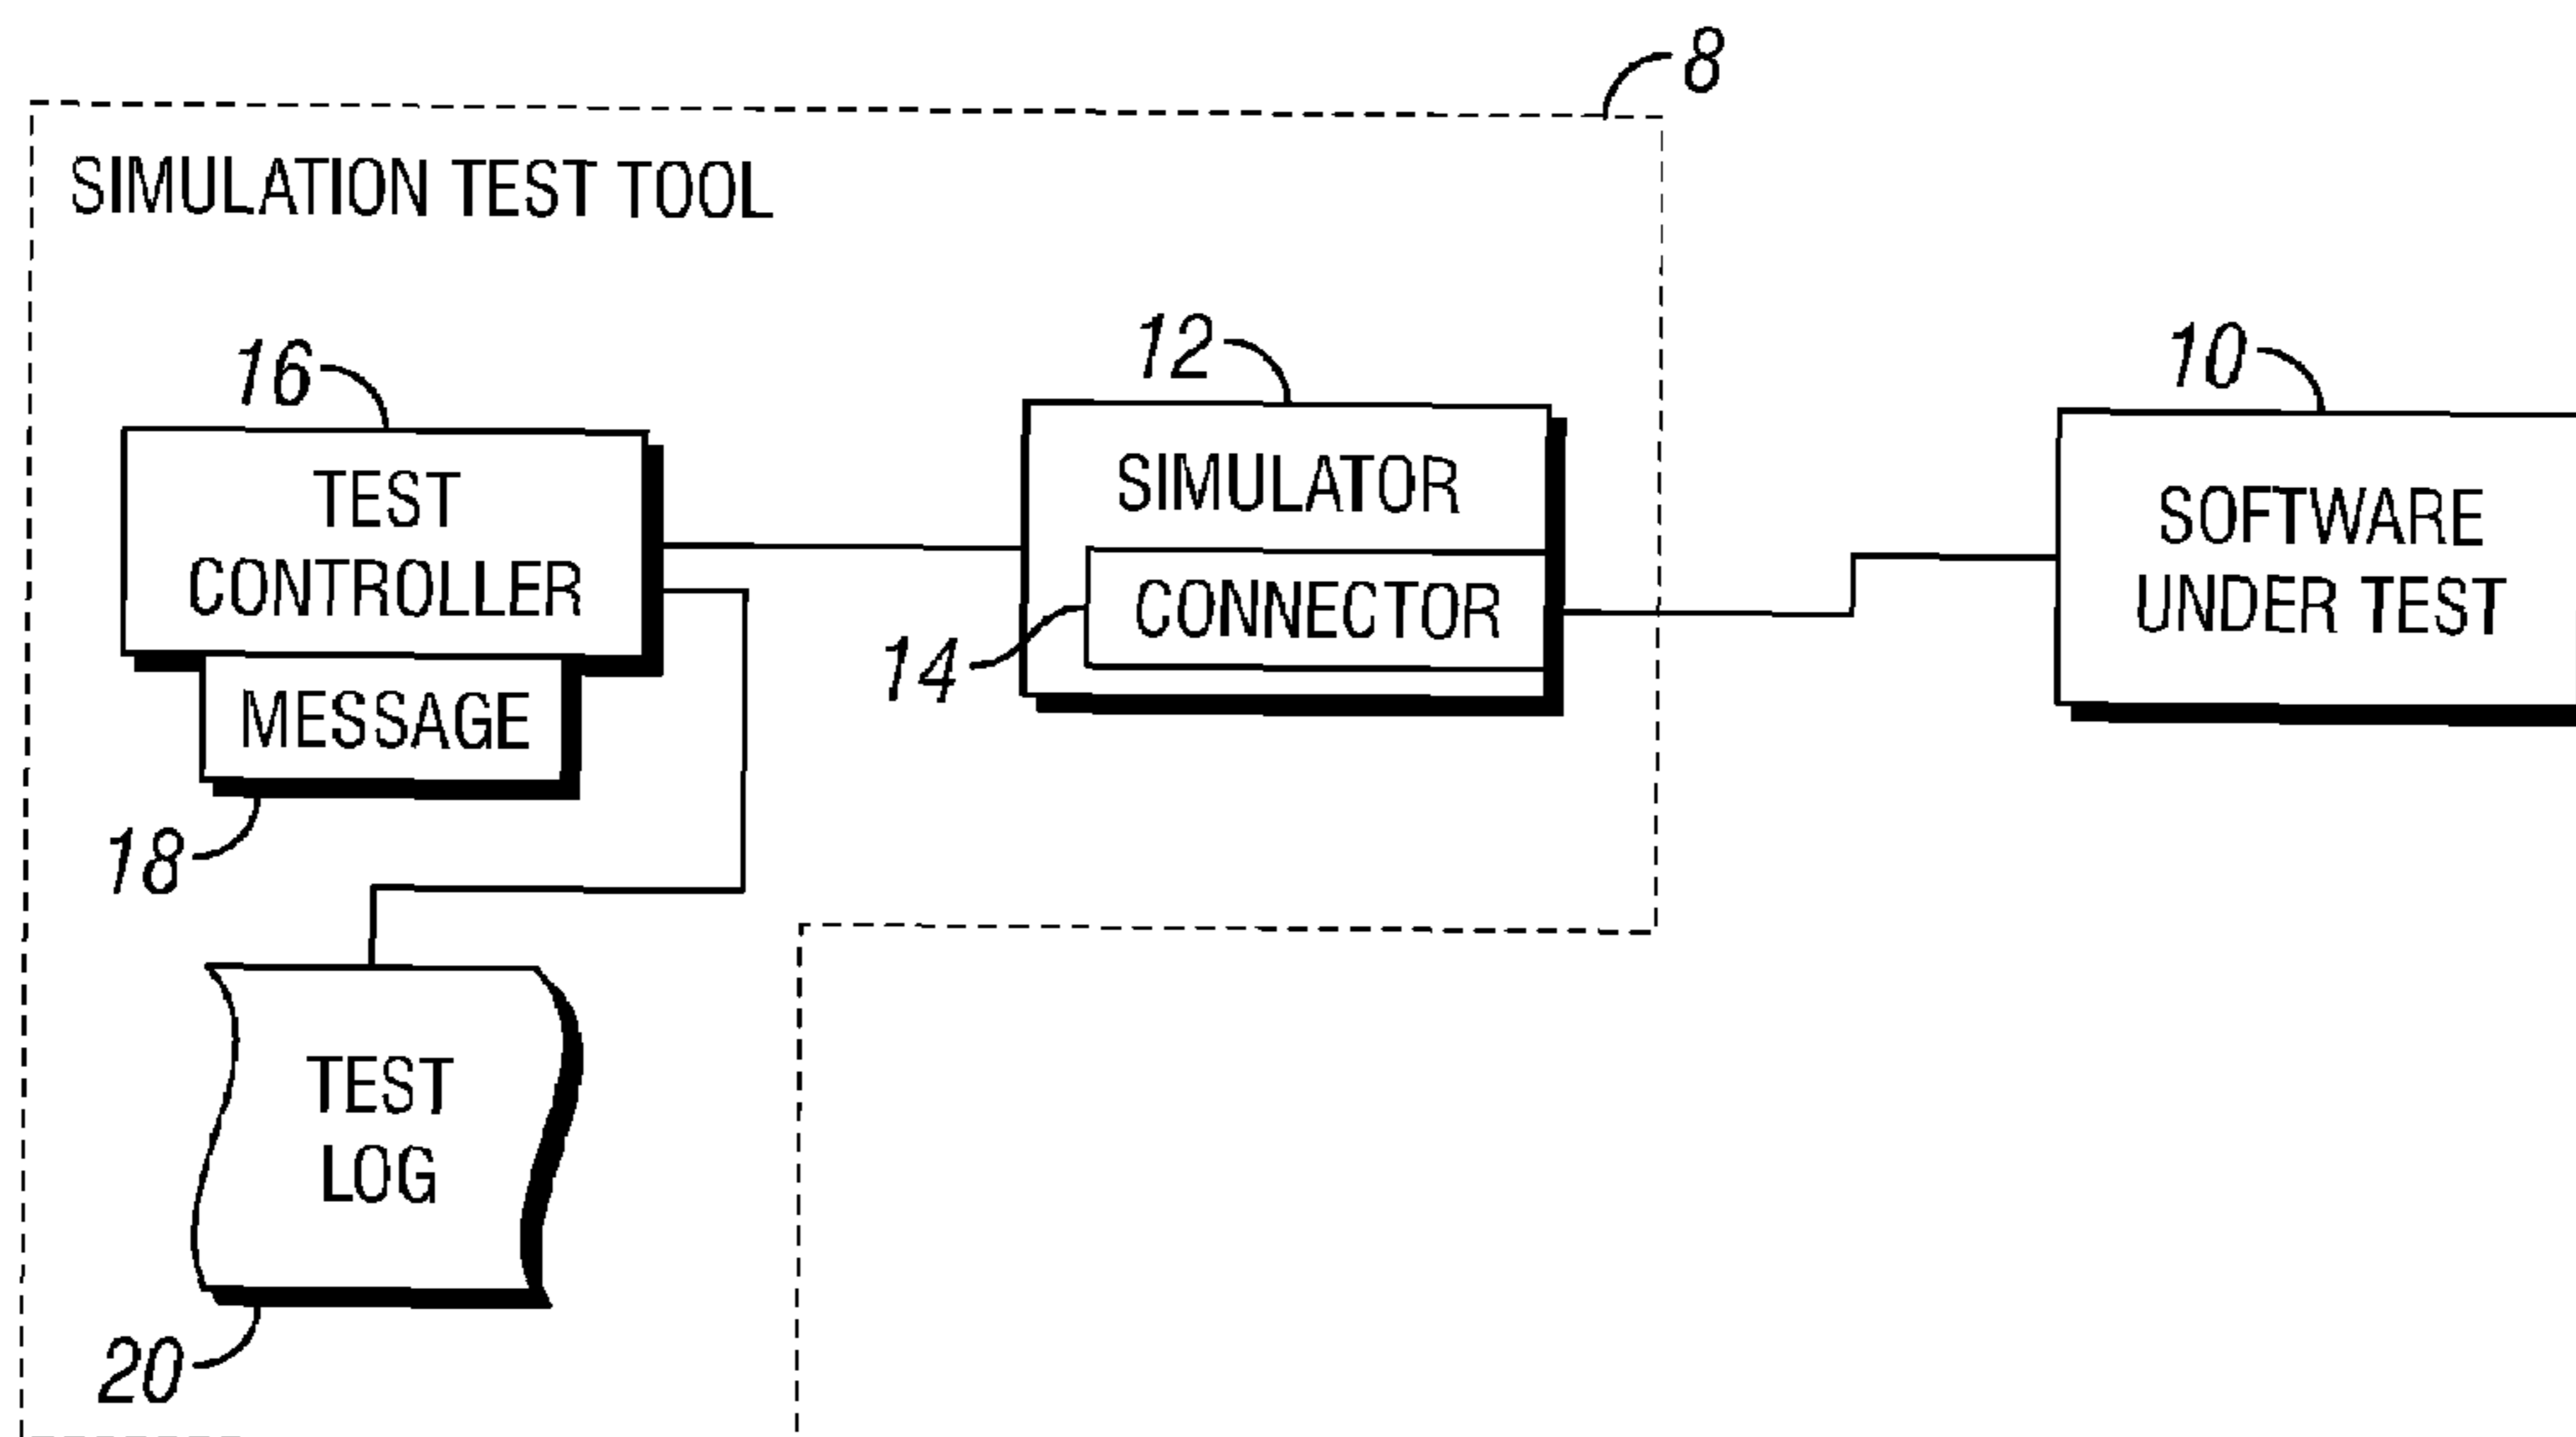 8
SIMULATION TEST TOOL
16
12
10
TEST
CONTROLLER
SIMULATOR
CONNECTOR
SOFTWARE
UNDER TEST
14
MESSAGE
18
TEST
LOG
20